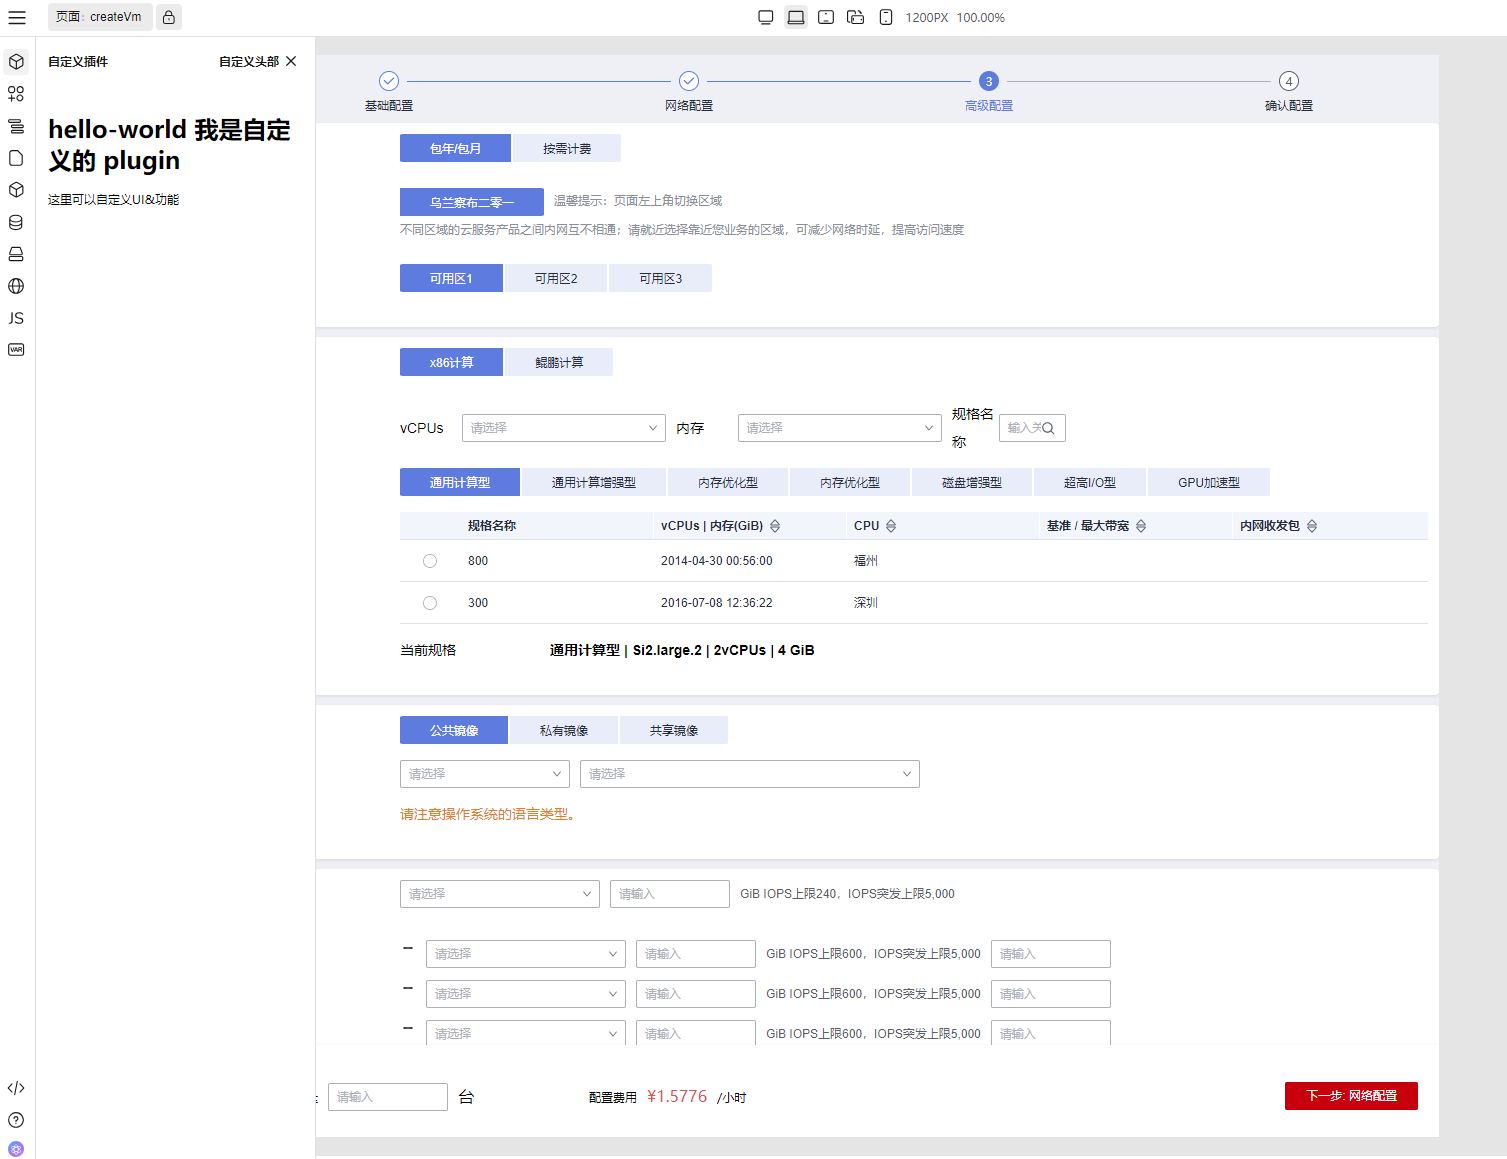 页面：createVm
1200PX 100.00%
自定义插件
自定义头部
hello-world 我是自定
义的 plugin
这里可以自定义UI&功能
JS
VAR
基础配置
网络配置
3
高级配置
4
确认配置
包年/包月
按需计费
乌兰察布二零一
温馨提示：页面左上角切换区域
不同区域的云服务产品之间内网互不相通；请就近选择靠近您业务的区域，可减少网络时延，提高访问速度
可用区1
可用区2
可用区3
x86计算
鲲鹏计算
vCPUs
请选择
内存
请选择
规格名
称
输入关
通用计算型
通用计算增强型
内存优化型
内存优化型
磁盘增强型
超高I/O型
GPU加速型
规格名称
vCPUs | 内存(GiB)
CPU
基准 / 最大带宽
内网收发包
800
2014-04-30 00:56:00
福州
300
2016-07-08 12:36:22
深圳
当前规格
通用计算型 | Si2.large.2 | 2vCPUs | 4 GiB
公共镜像
私有镜像
共享镜像
请选择
请选择
请注意操作系统的语言类型。
请选择
请输入
GiB IOPS上限240，IOPS突发上限5,000
请选择
请输入
GiB IOPS上限600，IOPS突发上限5,000
请输入
请选择
请输入
GiB IOPS上限600，IOPS突发上限5,000
请输入
请选择
请输入
GiB IOPS上限600，IOPS突发上限5,000
请输入
请输入
台
配置费用
¥1.5776
/小时
下一步: 网络配置